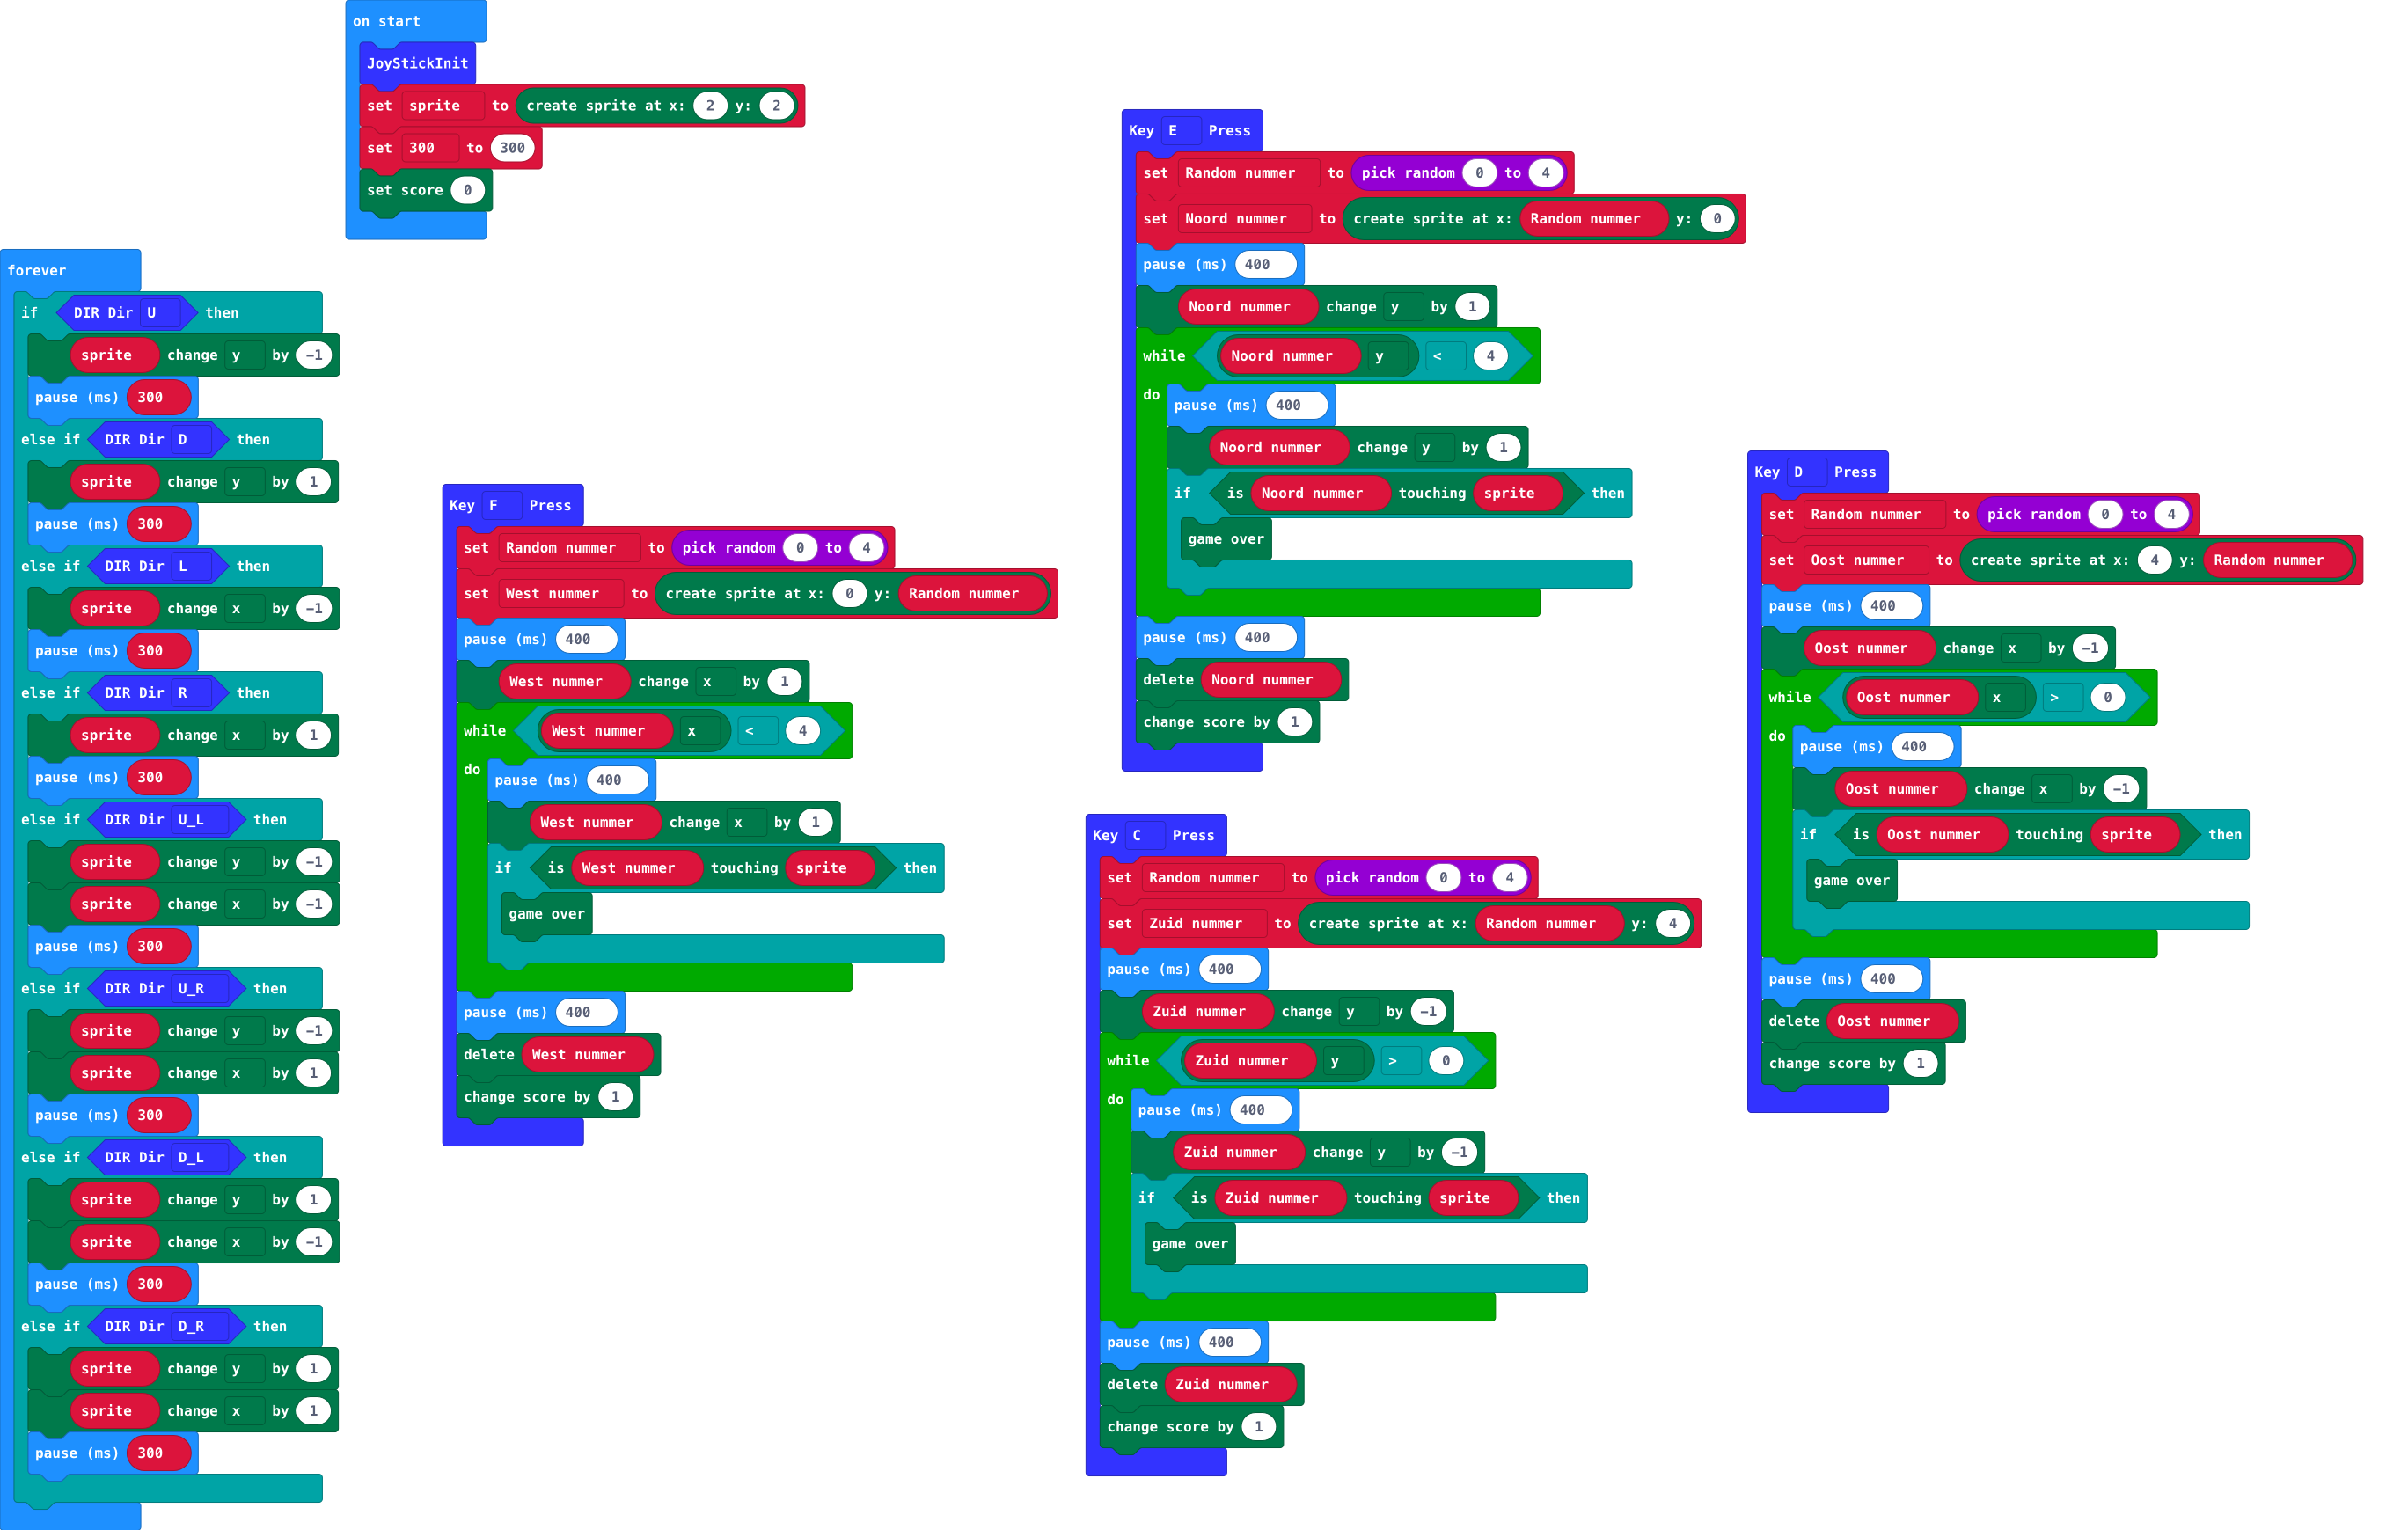 on start
JoyStickInit
set sprite to create sprite at x: 2 y: 2
set 300 to 300
set score 0
forever
if DIR Dir U then
sprite change y by -1
pause (ms) 300
else if DIR Dir D then
sprite change y by 1
pause (ms) 300
else if DIR Dir L then
sprite change x by -1
pause (ms) 300
else if DIR Dir R then
sprite change x by 1
pause (ms) 300
else if DIR Dir U_L then
sprite change y by -1
sprite change x by -1
pause (ms) 300
else if DIR Dir U_R then
sprite change y by -1
sprite change x by 1
pause (ms) 300
else if DIR Dir D_L then
sprite change y by 1
sprite change x by -1
pause (ms) 300
else if DIR Dir D_R then
sprite change y by 1
sprite change x by 1
pause (ms) 300
Key F Press
set Random nummer to pick random 0 to 4
set West nummer to create sprite at x: 0 y: Random nummer
pause (ms) 400
West nummer change x by 1
while West nummer x < 4
do
pause (ms) 400
West nummer change x by 1
if is West nummer touching sprite then
game over
pause (ms) 400
delete West nummer
change score by 1
Key E Press
set Random nummer to pick random 0 to 4
set Noord nummer to create sprite at x: Random nummer y: 0
pause (ms) 400
Noord nummer change y by 1
while Noord nummer y < 4
do
pause (ms) 400
Noord nummer change y by 1
if is Noord nummer touching sprite then
game over
pause (ms) 400
delete Noord nummer
change score by 1
Key C Press
set Random nummer to pick random 0 to 4
set Zuid nummer to create sprite at x: Random nummer y: 4
pause (ms) 400
Zuid nummer change y by -1
while Zuid nummer y > 0
do
pause (ms) 400
Zuid nummer change y by -1
if is Zuid nummer touching sprite then
game over
pause (ms) 400
delete Zuid nummer
change score by 1
Key D Press
set Random nummer to pick random 0 to 4
set Oost nummer to create sprite at x: 4 y: Random nummer
pause (ms) 400
Oost nummer change x by -1
while Oost nummer x > 0
do
pause (ms) 400
Oost nummer change x by -1
if is Oost nummer touching sprite then
game over
pause (ms) 400
delete Oost nummer
change score by 1